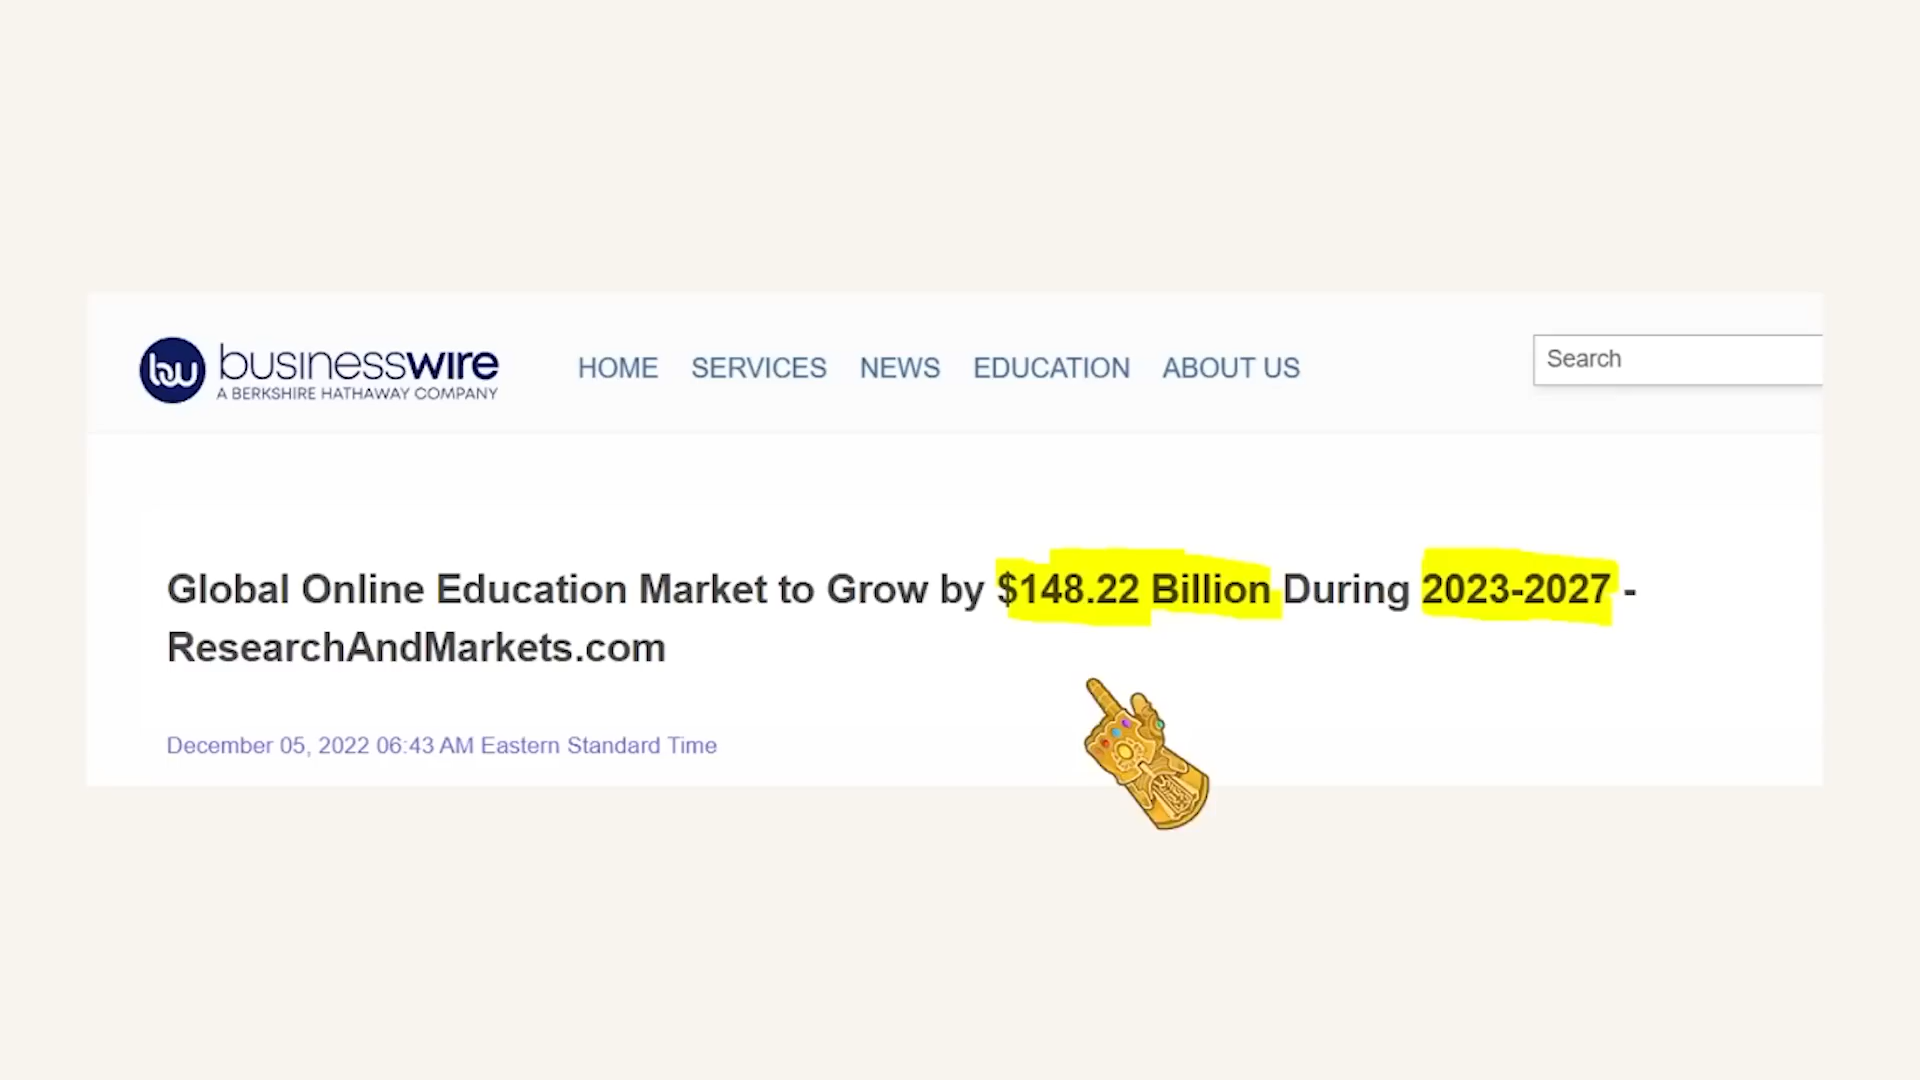 bw businesswire
A BERKSHIRE HATHAWAY COMPANY
HOME SERVICES NEWS EDUCATION ABOUT US
Search
Global Online Education Market to Grow by $148.22 Billion During 2023-2027 -
ResearchAndMarkets.com
December 05, 2022 06:43 AM Eastern Standard Time